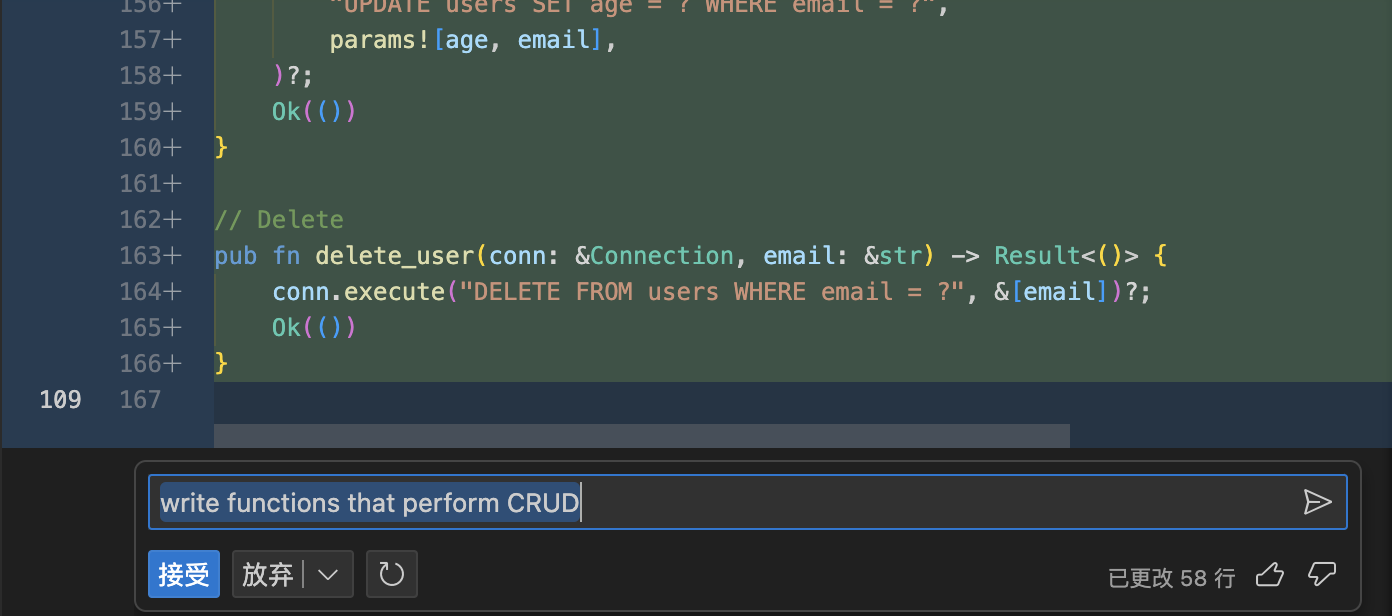 156+ "UPDATE users SET age = ? WHERE email = ?",
157+ params![age, email],
158+ )?;
159+ Ok(())
160+ }
161+
162+ // Delete
163+ pub fn delete_user(conn: &Connection, email: &str) -> Result<()> {
164+ conn.execute("DELETE FROM users WHERE email = ?", &[email])?;
165+ Ok(())
166+ }
109 167
write functions that perform CRUD
接受 放弃 已更改 58 行